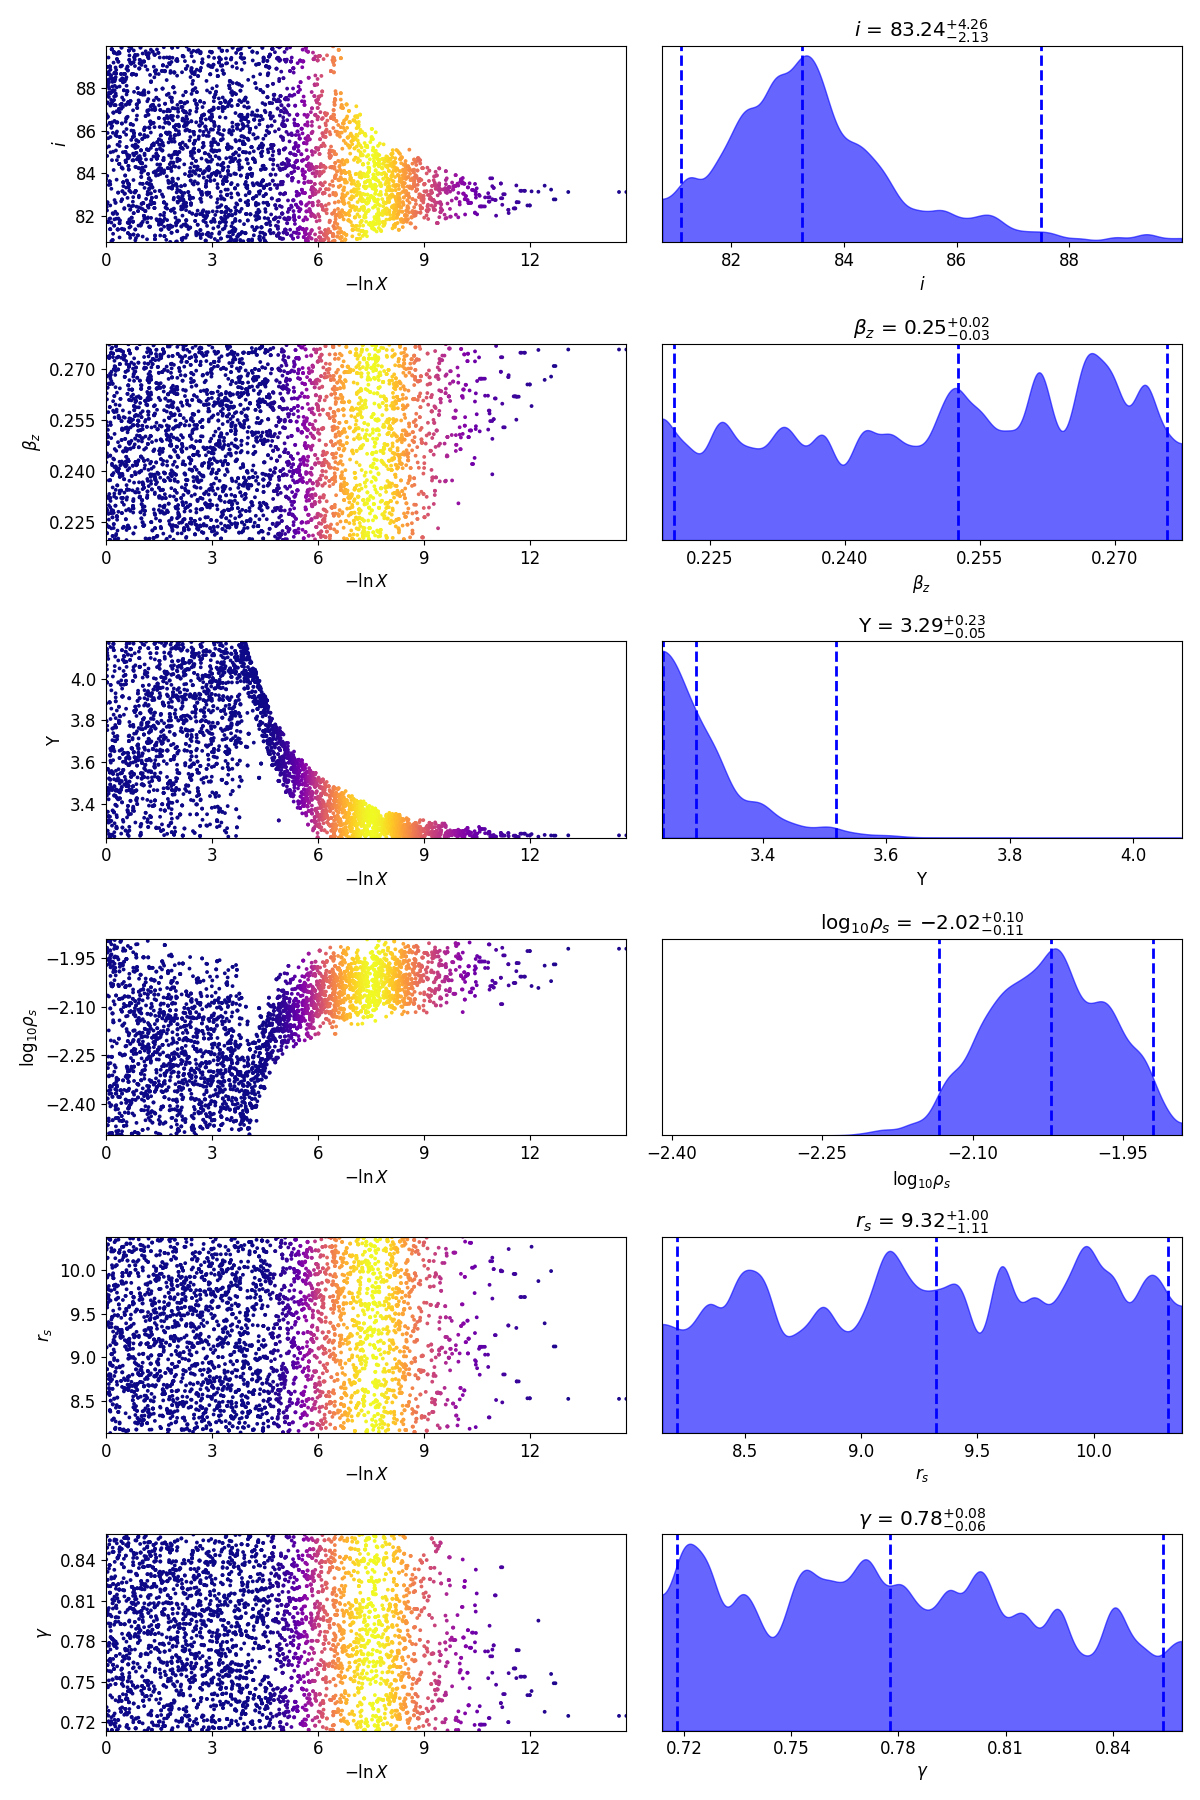 i = 83.24+4.26−2.13
88
86
84
82
i
0 3 6 9 12
−ln X
82 84 86 88
i
βz = 0.25+0.02−0.03
0.270
0.255
0.240
0.225
βz
0 3 6 9 12
−ln X
0.225 0.240 0.255 0.270
βz
Y = 3.29+0.23−0.05
4.0
3.8
3.6
3.4
Y
0 3 6 9 12
−ln X
3.4 3.6 3.8 4.0
Y
log10ρs = −2.02+0.10−0.11
−1.95
−2.10
−2.25
−2.40
log10ρs
0 3 6 9 12
−ln X
−2.40 −2.25 −2.10 −1.95
log10ρs
rs = 9.32+1.00−1.11
10.0
9.5
9.0
8.5
rs
0 3 6 9 12
−ln X
8.5 9.0 9.5 10.0
rs
γ = 0.78+0.08−0.06
0.84
0.81
0.78
0.75
0.72
γ
0 3 6 9 12
−ln X
0.72 0.75 0.78 0.81 0.84
γ